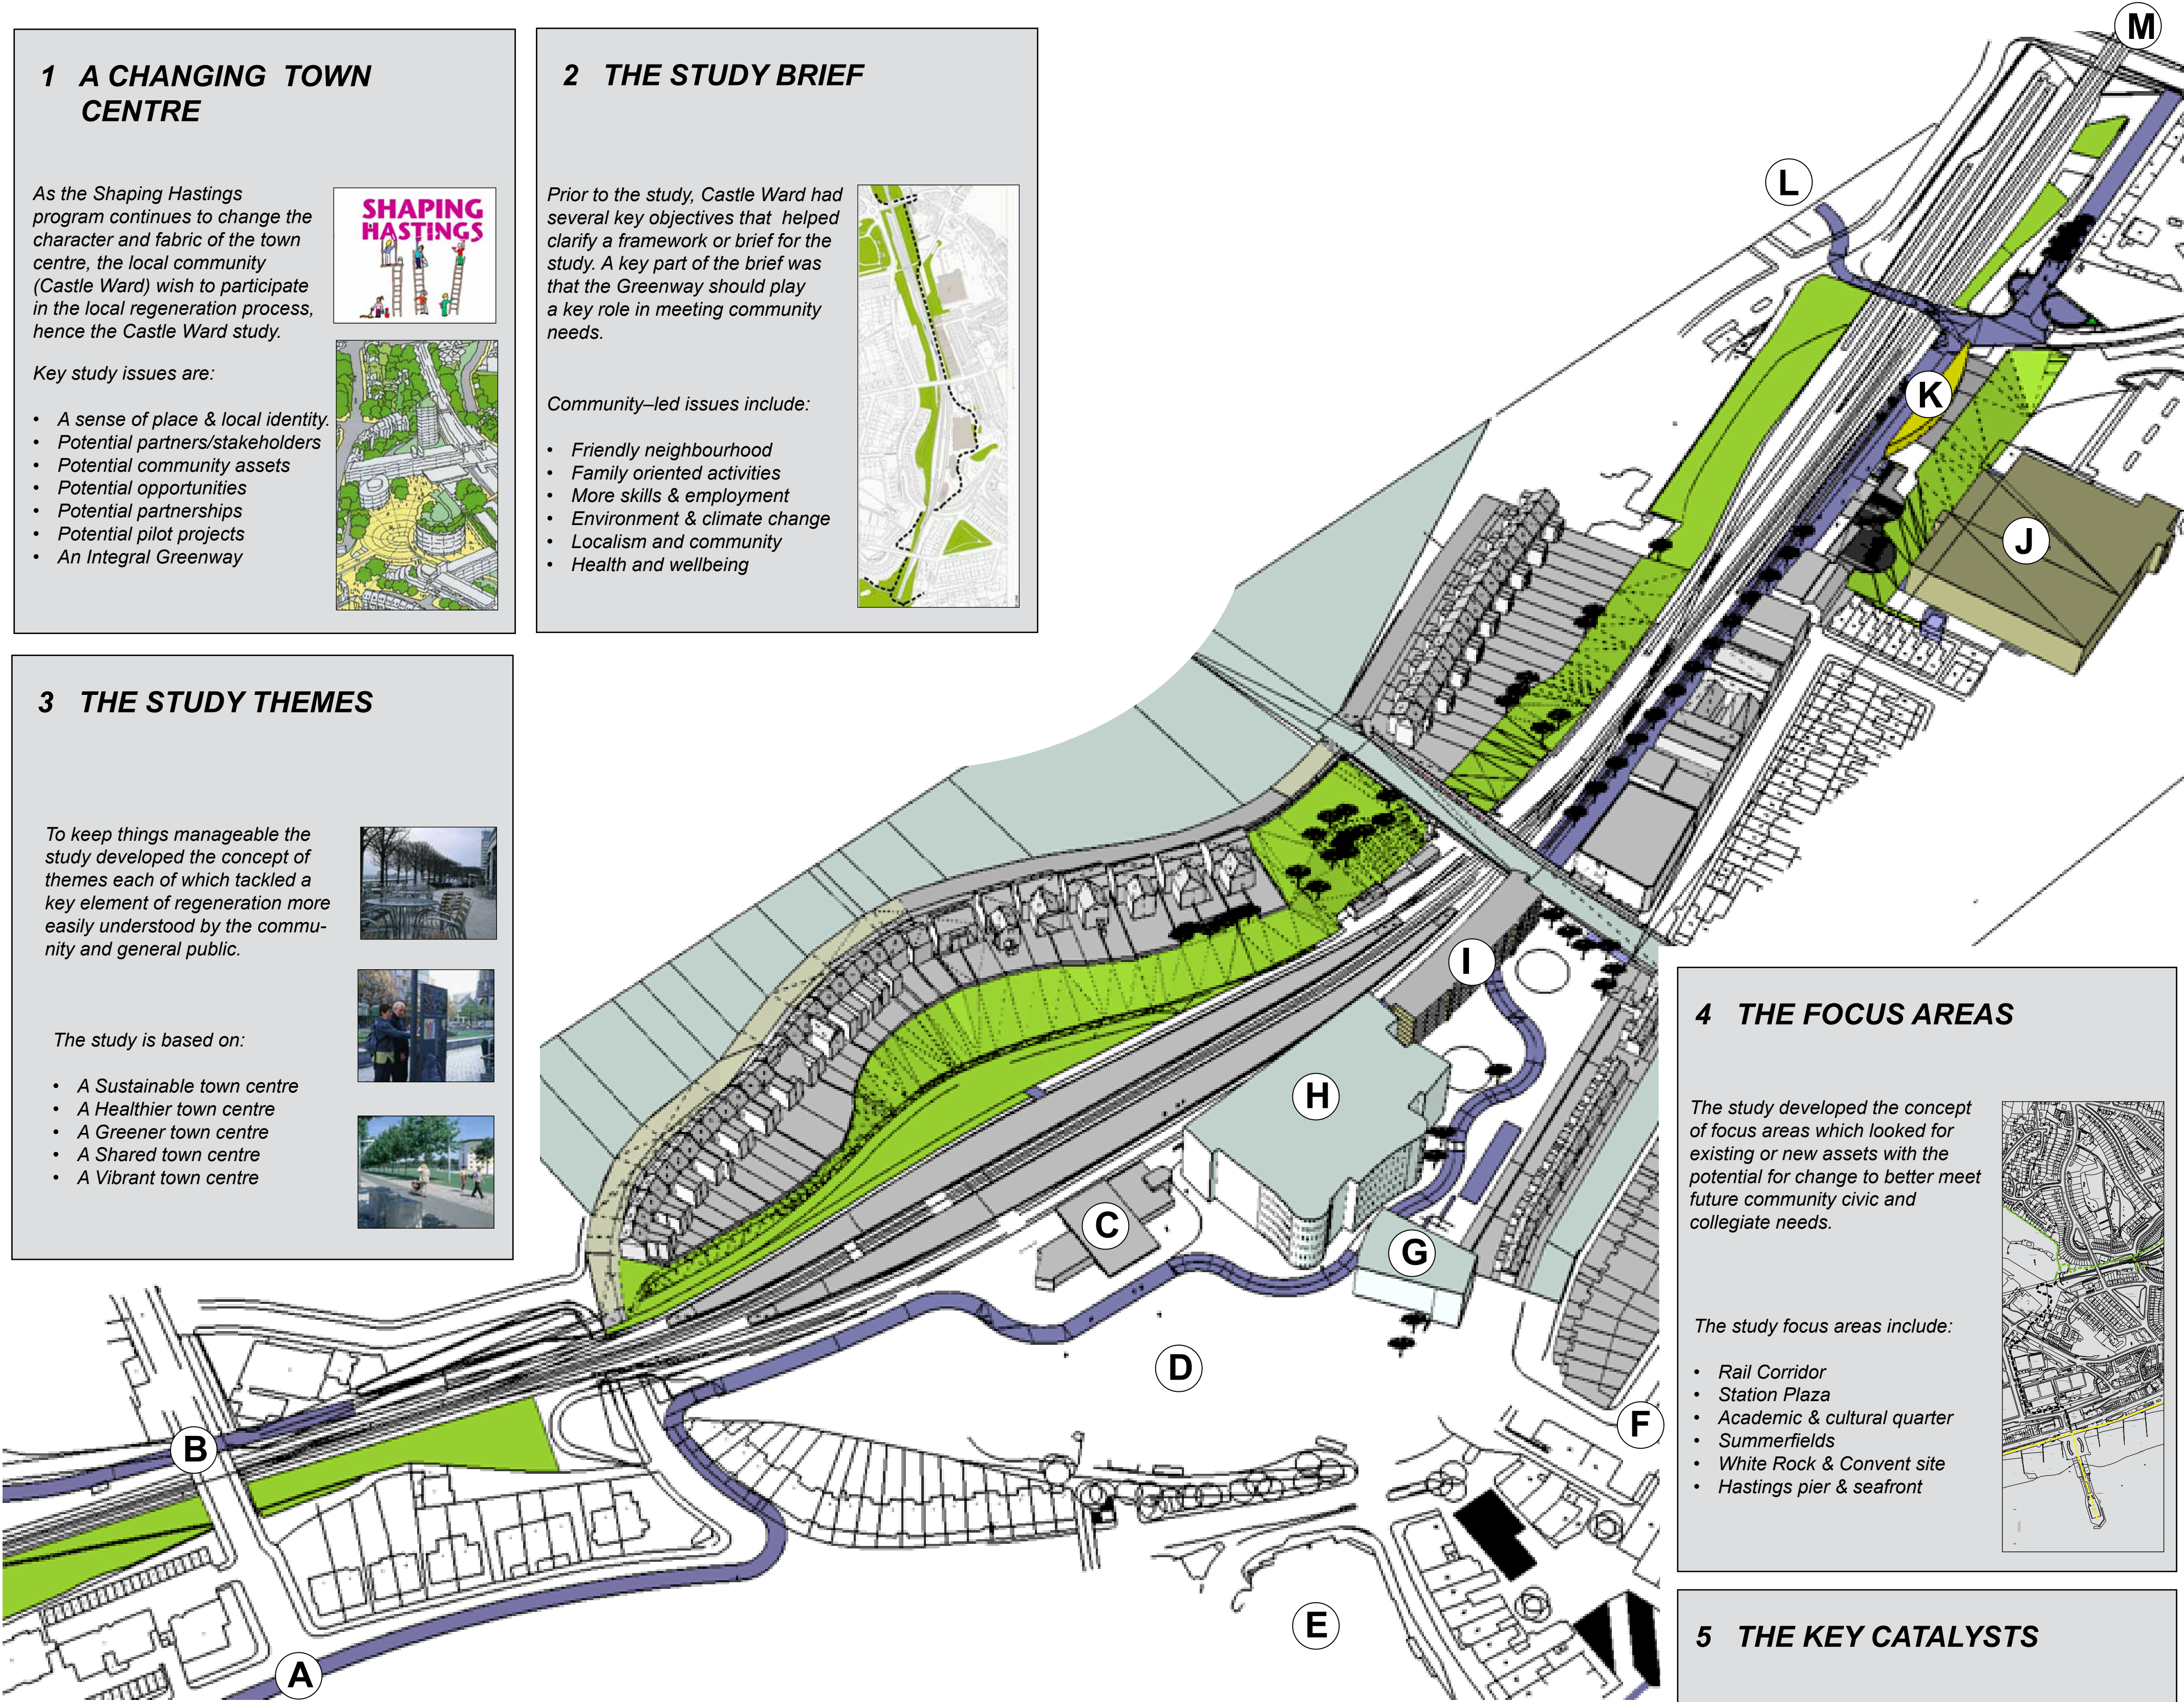 1 A CHANGING TOWN
CENTRE
As the Shaping Hastings
program continues to change the
character and fabric of the town
centre, the local community
(Castle Ward) wish to participate
in the local regeneration process,
hence the Castle Ward study.
SHAPING
HASTINGS
Key study issues are:
• A sense of place & local identity.
• Potential partners/stakeholders
• Potential community assets
• Potential opportunities
• Potential partnerships
• Potential pilot projects
• An Integral Greenway
2 THE STUDY BRIEF
Prior to the study, Castle Ward had
several key objectives that helped
clarify a framework or brief for the
study. A key part of the brief was
that the Greenway should play
a key role in meeting community
needs.
Community–led issues include:
• Friendly neighbourhood
• Family oriented activities
• More skills & employment
• Environment & climate change
• Localism and community
• Health and wellbeing
3 THE STUDY THEMES
To keep things manageable the
study developed the concept of
themes each of which tackled a
key element of regeneration more
easily understood by the commu-
nity and general public.
The study is based on:
• A Sustainable town centre
• A Healthier town centre
• A Greener town centre
• A Shared town centre
• A Vibrant town centre
4 THE FOCUS AREAS
The study developed the concept
of focus areas which looked for
existing or new assets with the
potential for change to better meet
future community civic and
collegiate needs.
The study focus areas include:
• Rail Corridor
• Station Plaza
• Academic & cultural quarter
• Summerfields
• White Rock & Convent site
• Hastings pier & seafront
5 THE KEY CATALYSTS
M
L
K
J
I
H
C
G
D
F
B
E
A